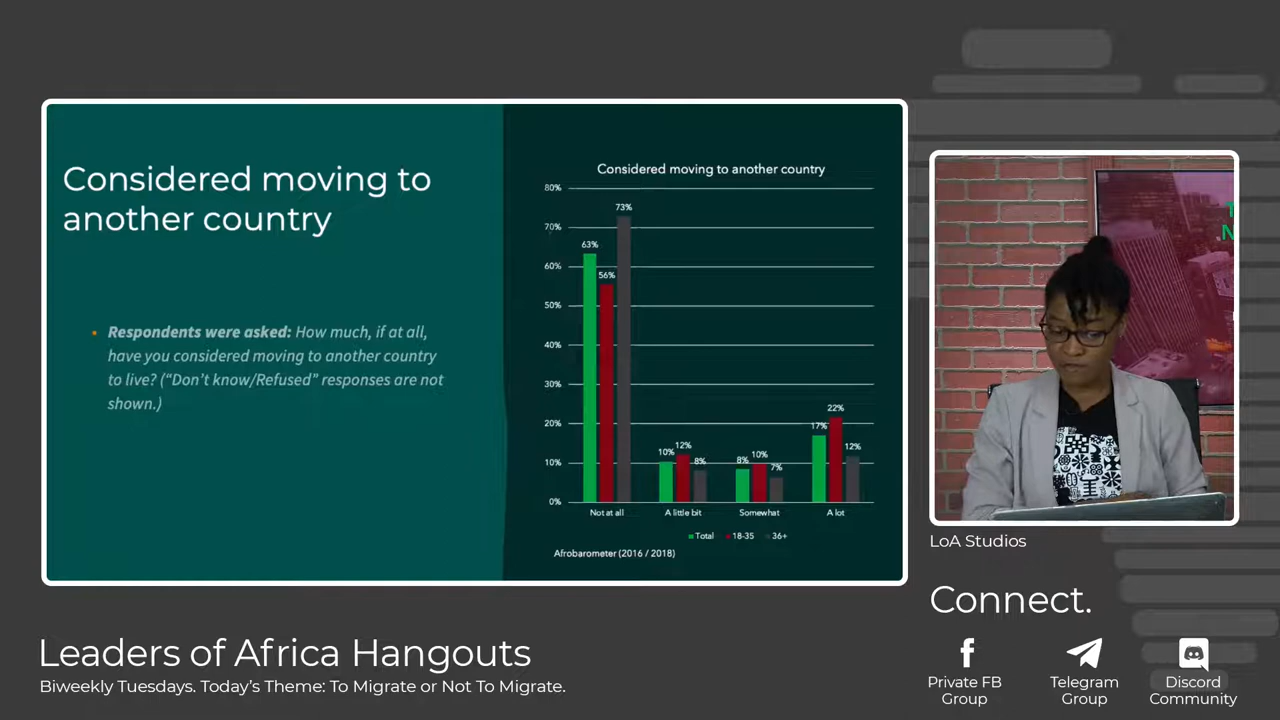 Considered moving to
another country
Respondents were asked: How much, if at all,
have you considered moving to another country
to live? (“Don’t know/Refused” responses are not
shown.)
Considered moving to another country
80%
70%
60%
50%
40%
30%
20%
10%
0%
63%
56%
73%
10%
12%
8%
8%
10%
7%
17%
22%
12%
Not at all
A little bit
Somewhat
A lot
Total
18-35
36+
Afrobarometer (2016 / 2018)
LoA Studios
Connect.
Private FB
Group
Telegram
Group
Discord
Community
Leaders of Africa Hangouts
Biweekly Tuesdays. Today’s Theme: To Migrate or Not To Migrate.